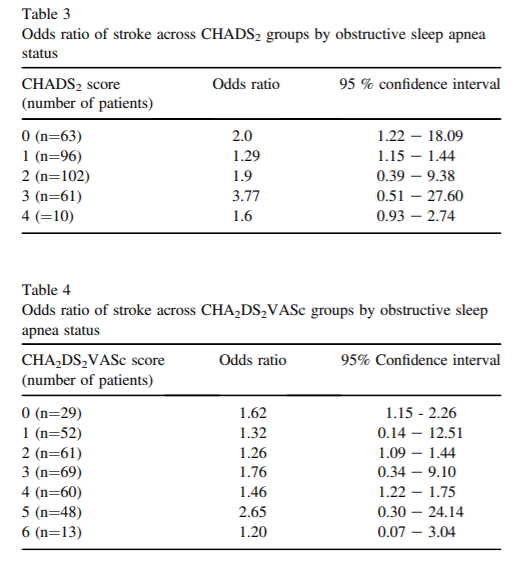 Table 3
Odds ratio of stroke across CHADS₂ groups by obstructive sleep apnea
status
CHADS₂ score Odds ratio 95 % confidence interval
(number of patients)
0 (n=63) 2.0 1.22 – 18.09
1 (n=96) 1.29 1.15 – 1.44
2 (n=102) 1.9 0.39 – 9.38
3 (n=61) 3.77 0.51 – 27.60
4 (=10) 1.6 0.93 – 2.74
Table 4
Odds ratio of stroke across CHA₂DS₂VASc groups by obstructive sleep
apnea status
CHA₂DS₂VASc score Odds ratio 95% Confidence interval
(number of patients)
0 (n=29) 1.62 1.15 - 2.26
1 (n=52) 1.32 0.14 – 12.51
2 (n=61) 1.26 1.09 – 1.44
3 (n=69) 1.76 0.34 – 9.10
4 (n=60) 1.46 1.22 – 1.75
5 (n=48) 2.65 0.30 – 24.14
6 (n=13) 1.20 0.07 – 3.04